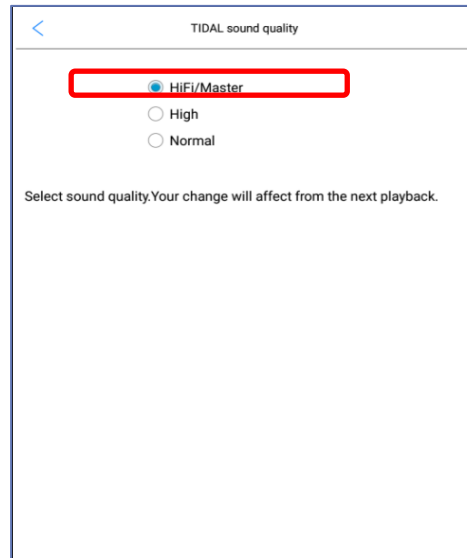 TIDAL sound quality
HiFi/Master
High
Normal
Select sound quality.Your change will affect from the next playback.